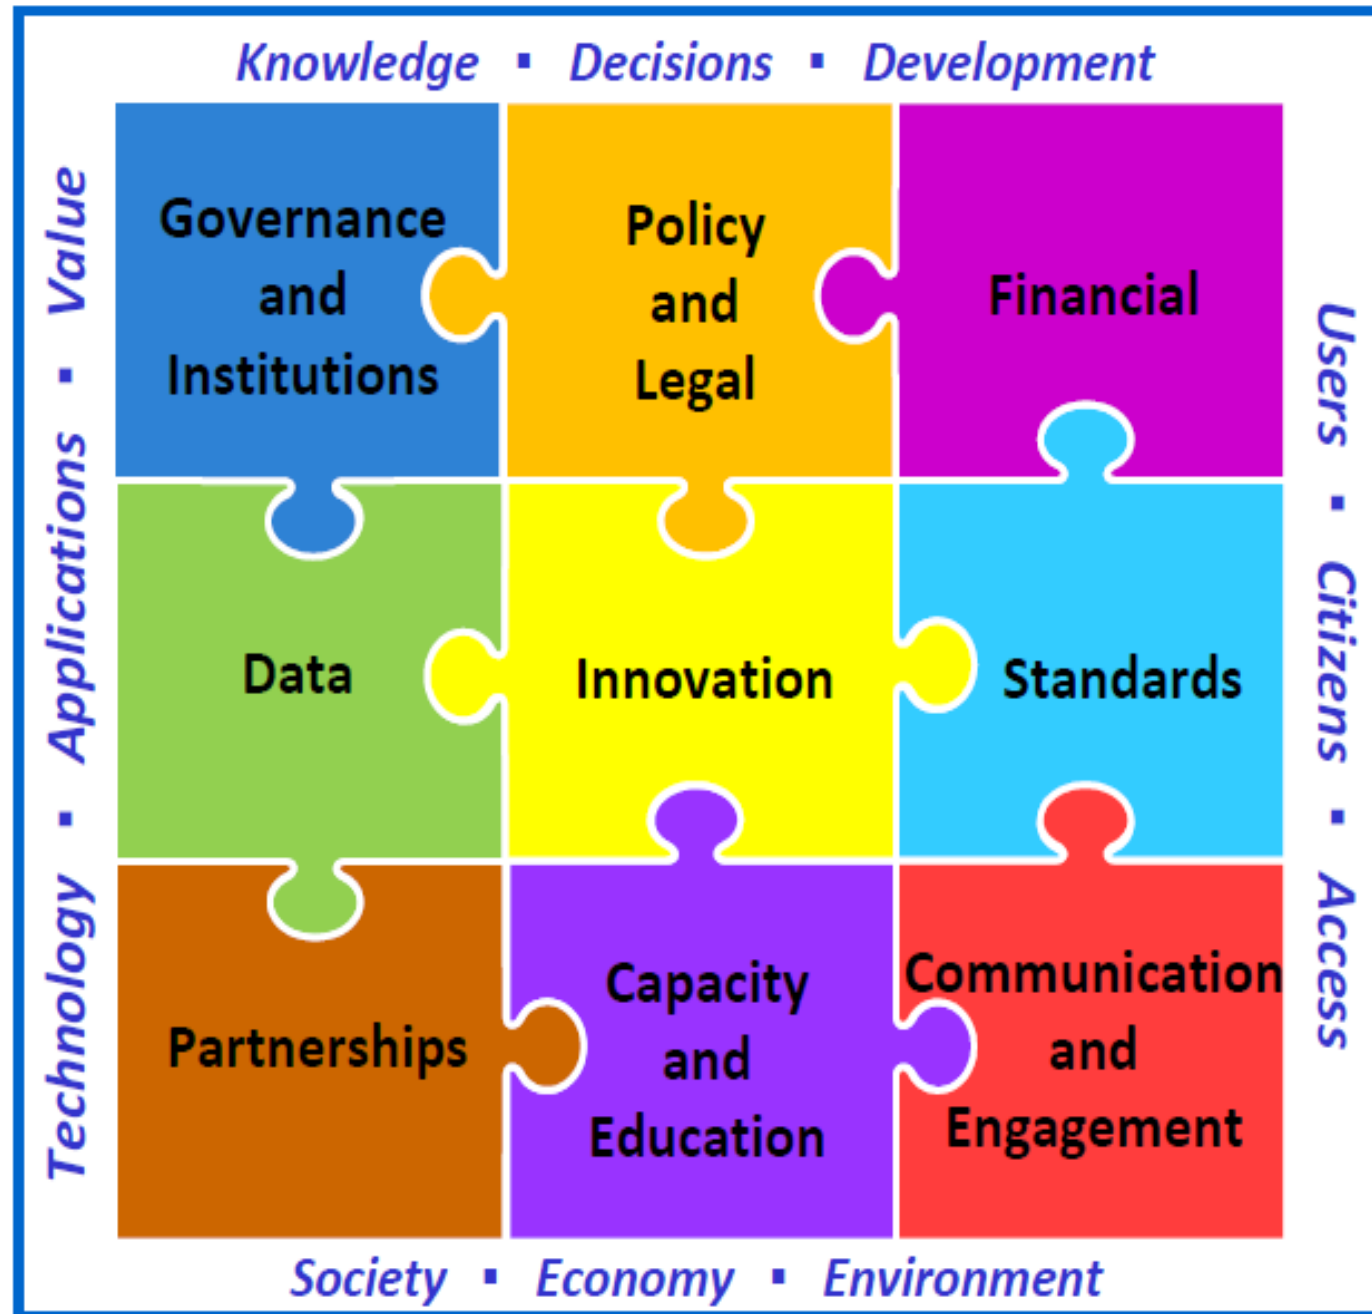 Knowledge ▪ Decisions ▪ Development
Technology ▪ Applications ▪ Value
Governance
and
Institutions
Policy
and
Legal
Financial
Data
Innovation
Standards
Partnerships
Capacity
and
Education
Communication
and
Engagement
Users ▪ Citizens ▪ Access
Society ▪ Economy ▪ Environment